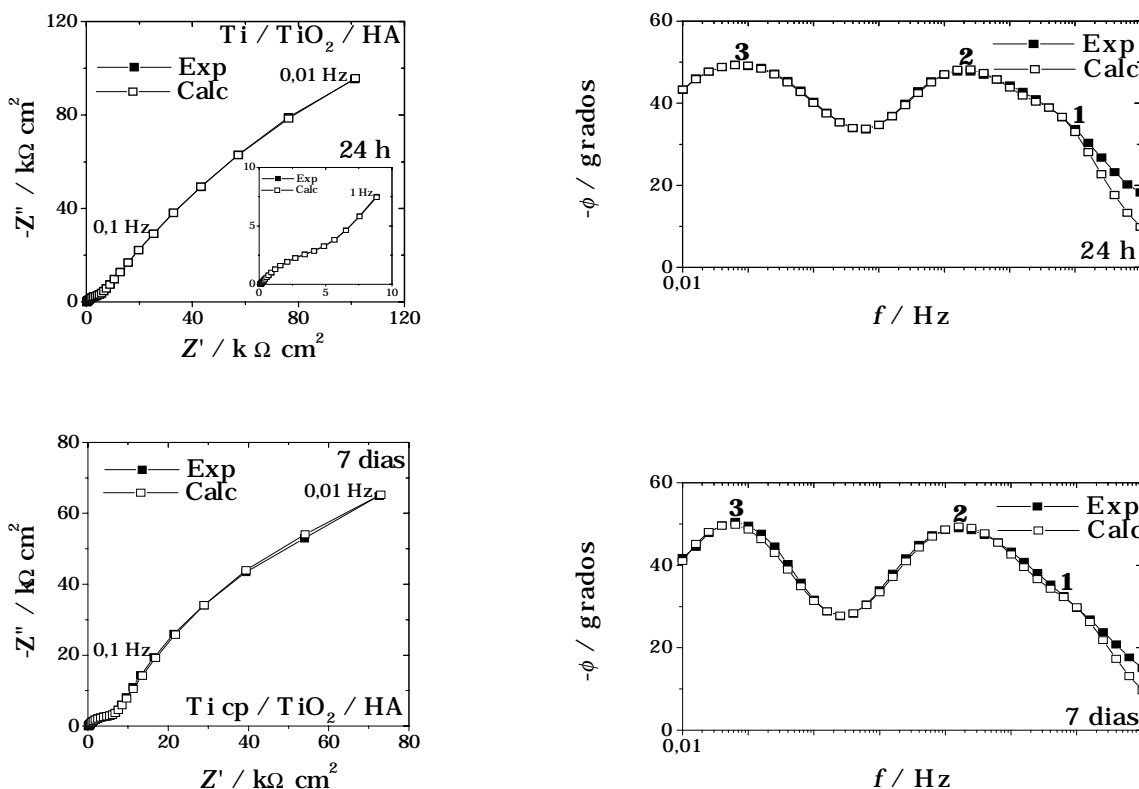 -120
-80
-40
0
-Z" / kΩ cm²
Ti / TiO₂ / HA
Exp
Calc
0,01 Hz
24 h
0,1 Hz
10
5
0
Exp
Calc
1 Hz
0
5
10
0
40
80
120
Z' / k Ω cm²
60
40
20
0
-ϕ / grados
3
2
1
Exp
Calc
24 h
0,01
f / Hz
80
60
40
20
0
-Z" / kΩ cm²
7 dias
Exp
Calc
0,01 Hz
0,1 Hz
Ti cp / TiO₂ / HA
0
20
40
60
80
Z' / kΩ cm²
60
50
40
30
20
10
0
-ϕ / grados
3
2
1
Exp
Calc
7 dias
0,01
f / Hz